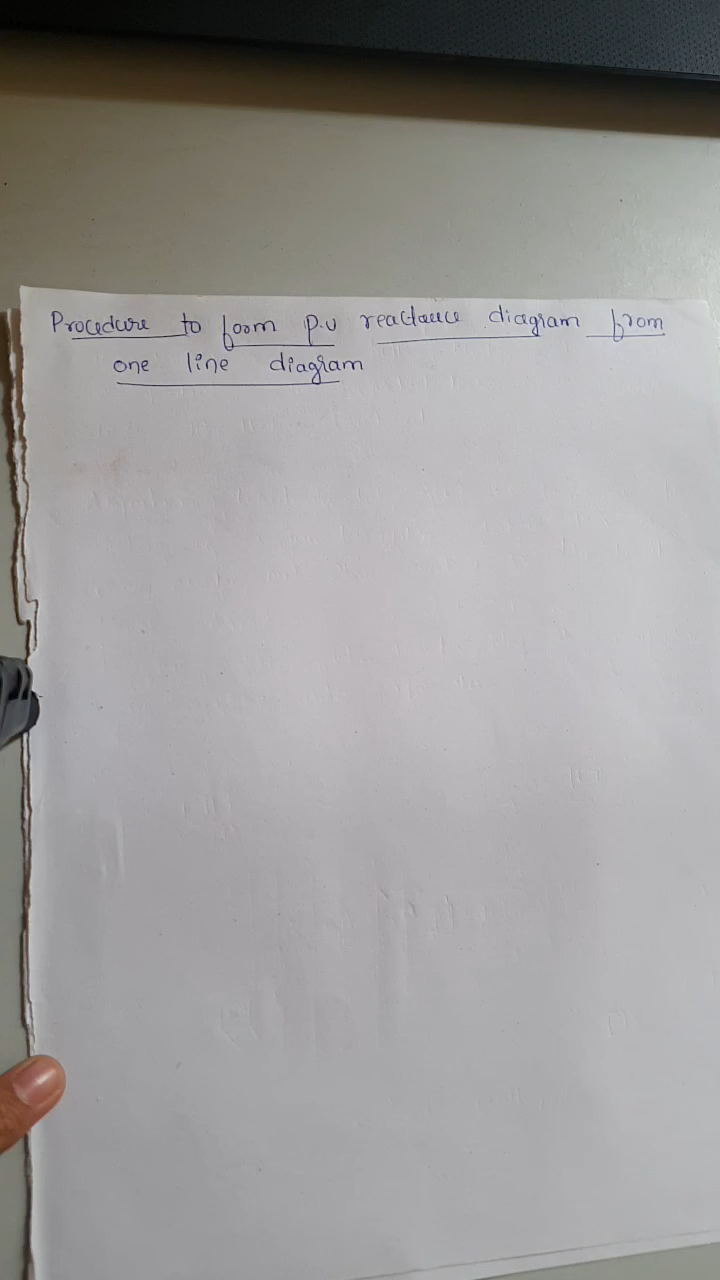 Procedure to form p.u reactance diagram from
one line diagram